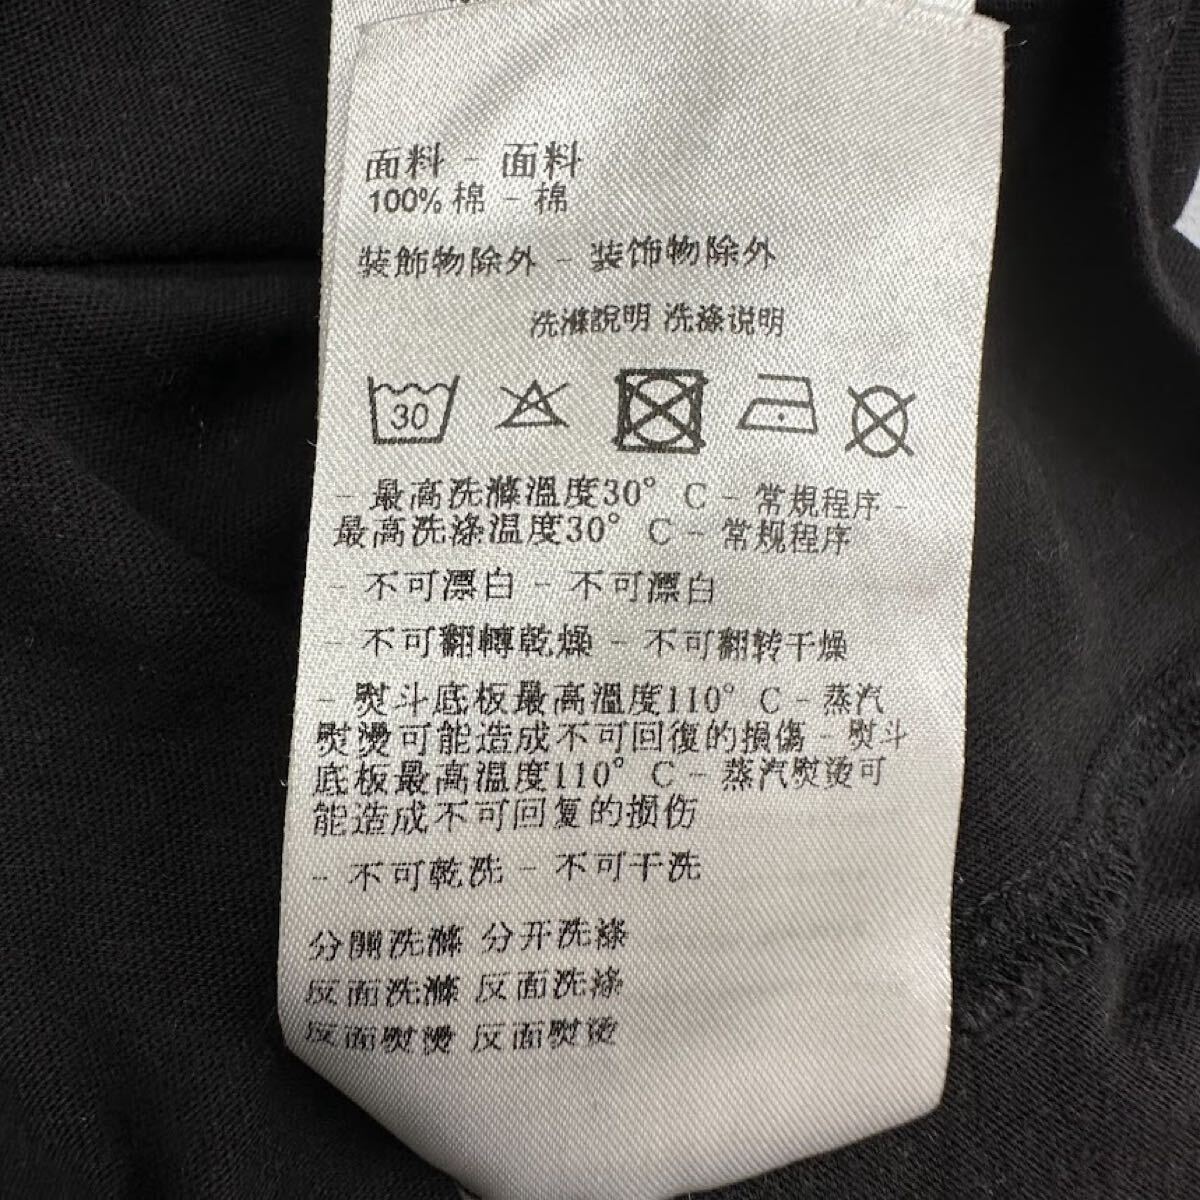 面料 - 面料
100% 棉 - 棉
裝飾物除外 - 装饰物除外
洗滌說明 洗涤说明
30
- 最高洗滌溫度30° C - 常規程序 -
最高洗涤温度30° C - 常规程序
- 不可漂白 - 不可漂白
- 不可翻轉乾燥 - 不可翻转干燥
- 熨斗底板最高溫度110° C - 蒸汽
熨燙可能造成不可回復的損傷 - 熨斗
底板最高温度110° C - 蒸汽熨烫可
能造成不可回复的损伤
- 不可乾洗 - 不可干洗
分開洗滌 分开洗涤
反面洗滌 反面洗涤
反面熨燙 反面熨烫